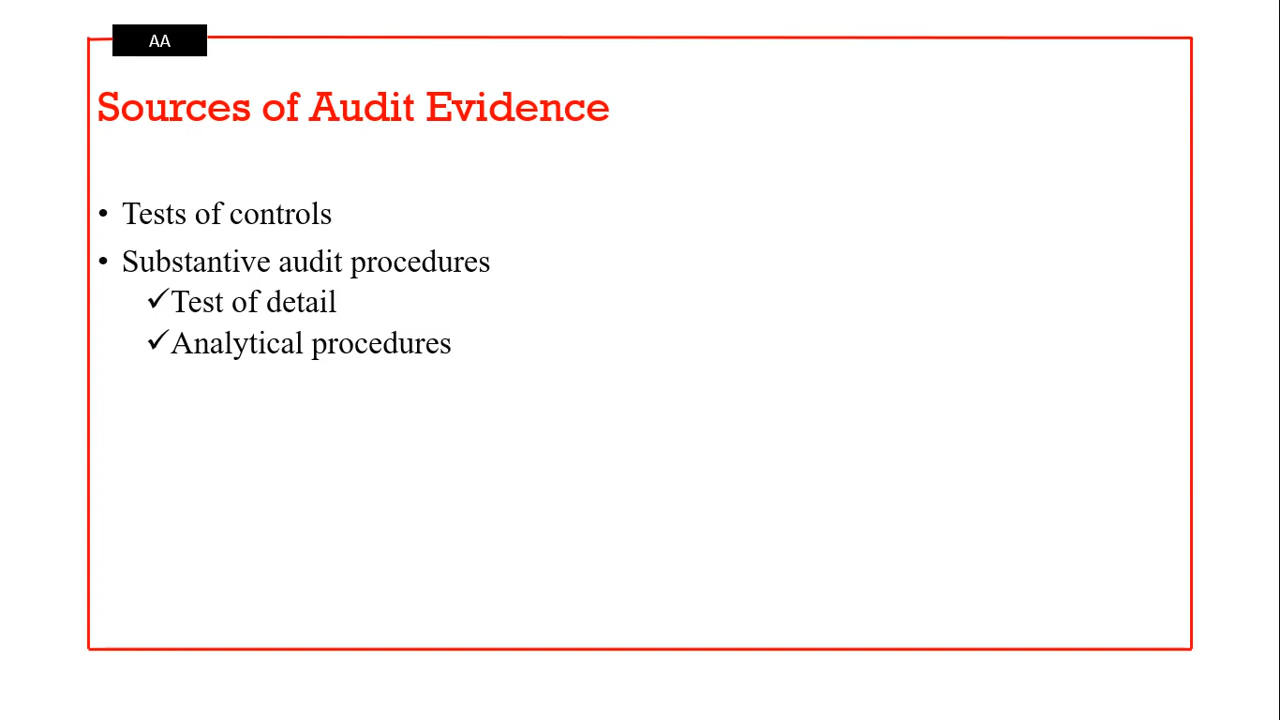 AA
Sources of Audit Evidence
• Tests of controls
• Substantive audit procedures
✓Test of detail
✓Analytical procedures